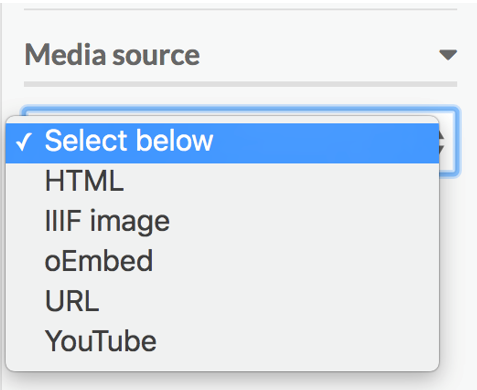 Media source
✓ Select below
HTML
IIIF image
oEmbed
URL
YouTube